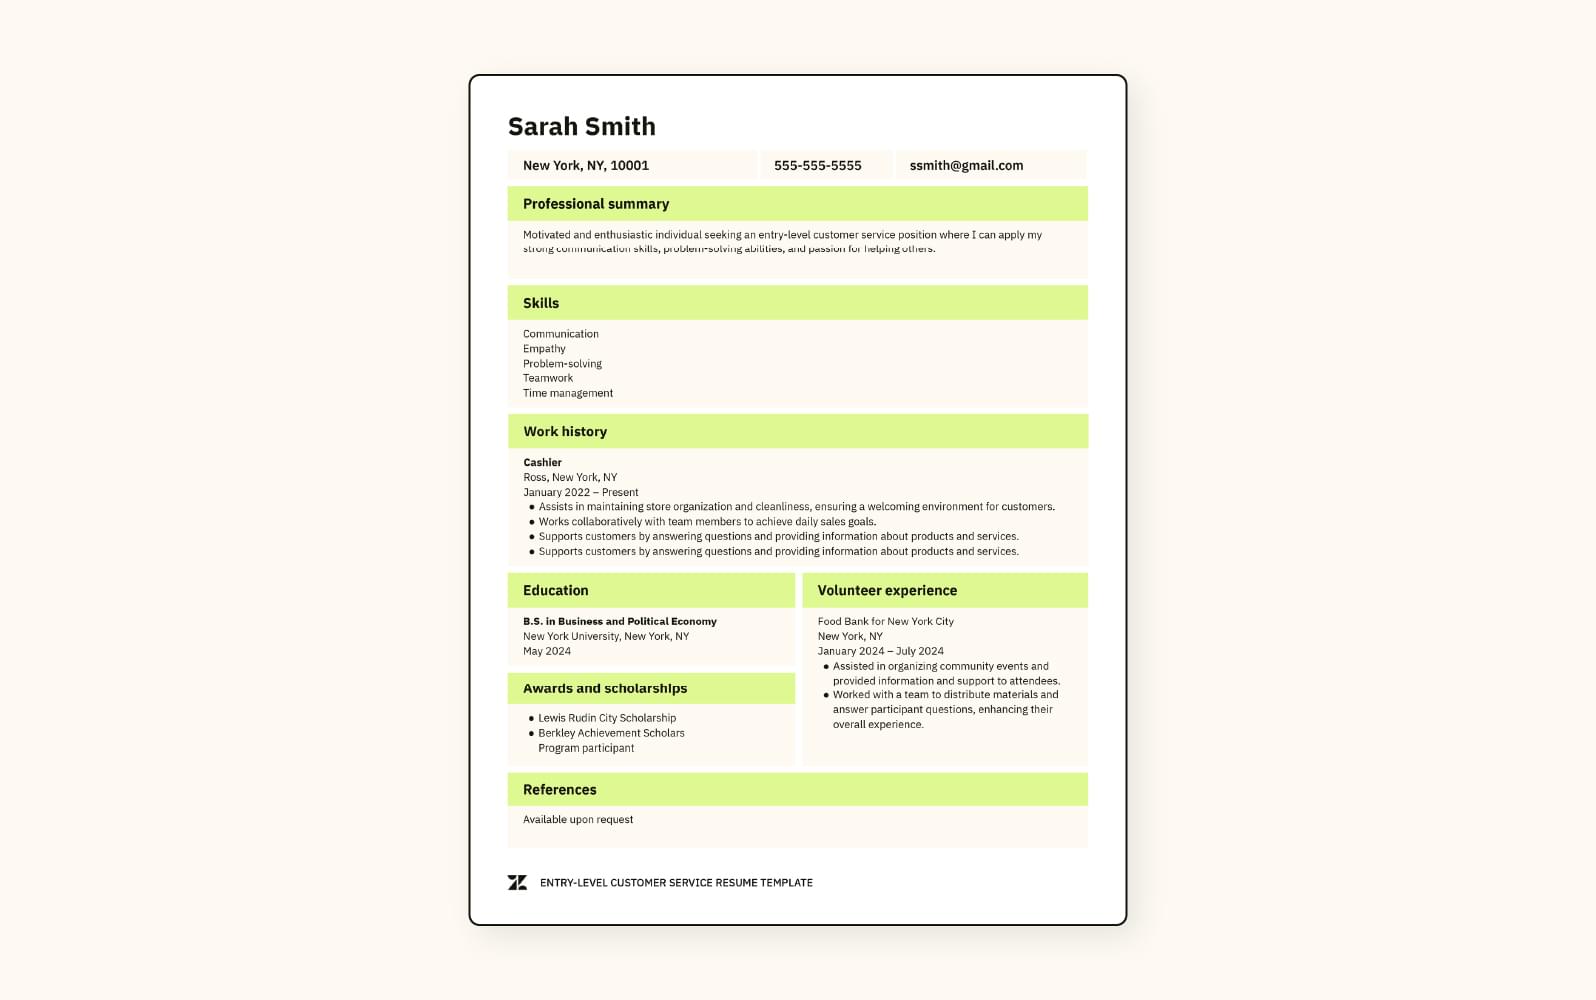 Sarah Smith
New York, NY, 10001
555-555-5555
ssmith@gmail.com
Professional summary
Motivated and enthusiastic individual seeking an entry-level customer service position where I can apply my
strong communication skills, problem-solving abilities, and passion for helping others.
Skills
Communication
Empathy
Problem-solving
Teamwork
Time management
Work history
Cashier
Ross, New York, NY
January 2022 – Present
● Assists in maintaining store organization and cleanliness, ensuring a welcoming environment for customers.
● Works collaboratively with team members to achieve daily sales goals.
● Supports customers by answering questions and providing information about products and services.
● Supports customers by answering questions and providing information about products and services.
Education
B.S. in Business and Political Economy
New York University, New York, NY
May 2024
Awards and scholarships
● Lewis Rudin City Scholarship
● Berkley Achievement Scholars
Program participant
Volunteer experience
Food Bank for New York City
New York, NY
January 2024 – July 2024
● Assisted in organizing community events and
provided information and support to attendees.
● Worked with a team to distribute materials and
answer participant questions, enhancing their
overall experience.
References
Available upon request
ENTRY-LEVEL CUSTOMER SERVICE RESUME TEMPLATE